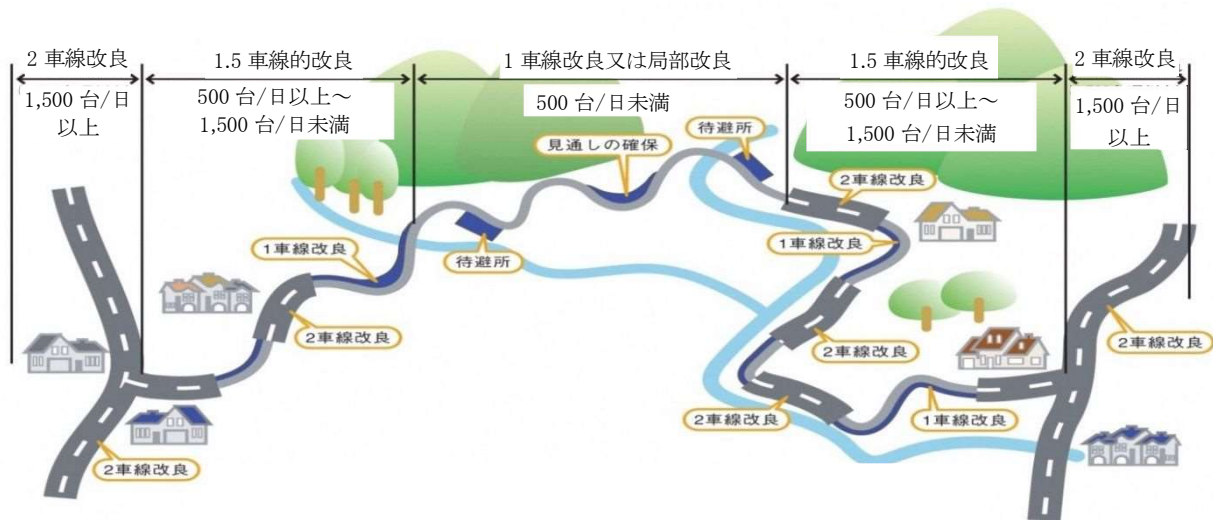 2 車線改良
1.5 車線的改良
1 車線改良又は局部改良
1.5 車線的改良
2 車線改良
1,500 台/日
以上
500 台/日以上~
1,500 台/日未満
500 台/日未満
500 台/日以上~
1,500 台/日未満
1,500 台/日
以上
待避所
見通しの確保
2車線改良
1車線改良
1車線改良
待避所
2車線改良
2車線改良
2車線改良
2車線改良
1車線改良
2車線改良